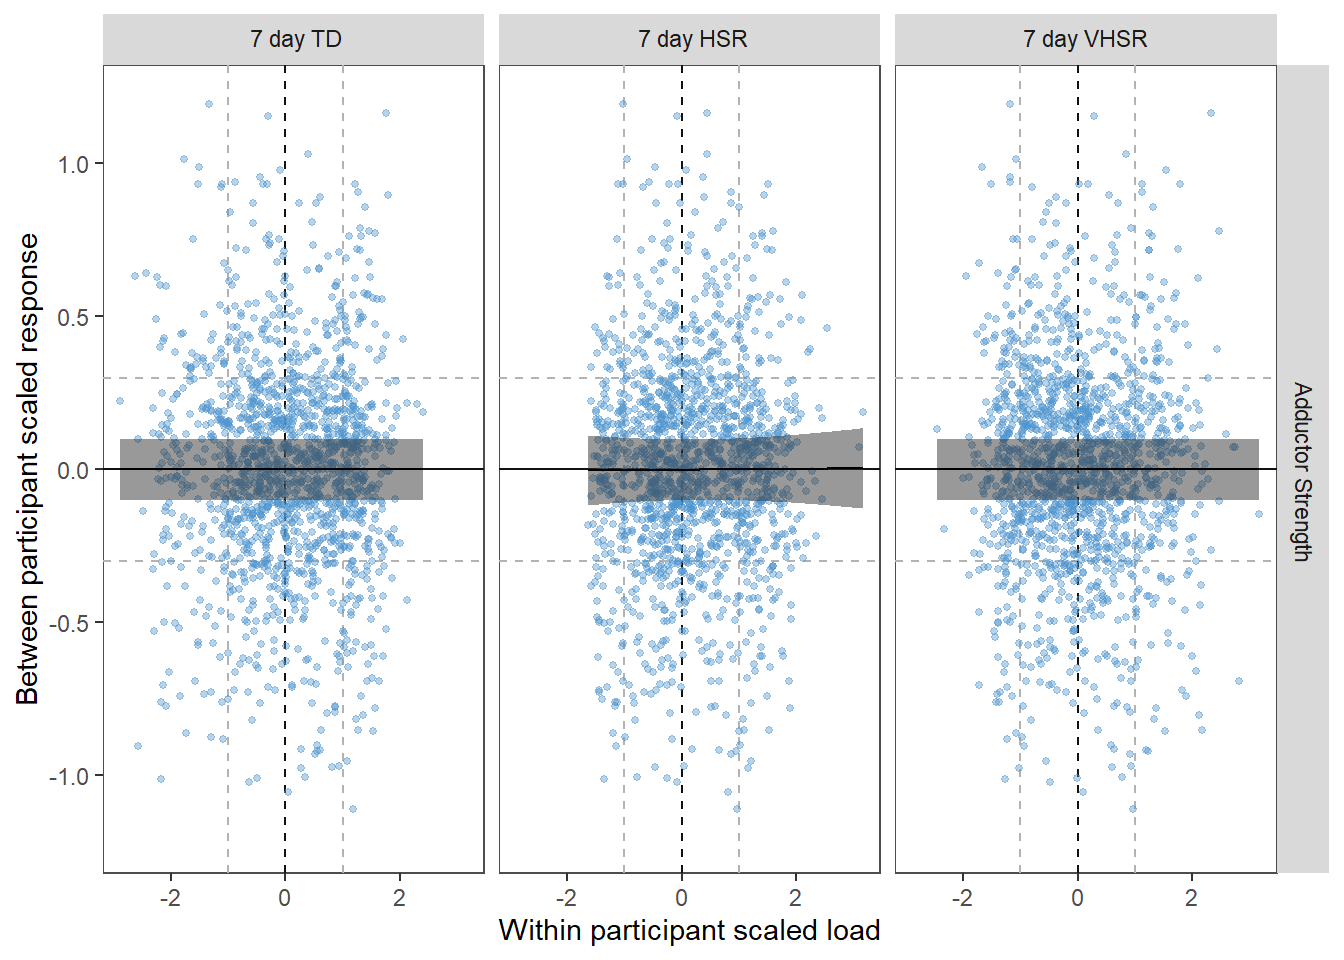 7 day TD
7 day HSR
7 day VHSR
Between participant scaled response
1.0
0.5
0.0
-0.5
-1.0
Adductor Strength
-2 0 2
-2 0 2
-2 0 2
Within participant scaled load